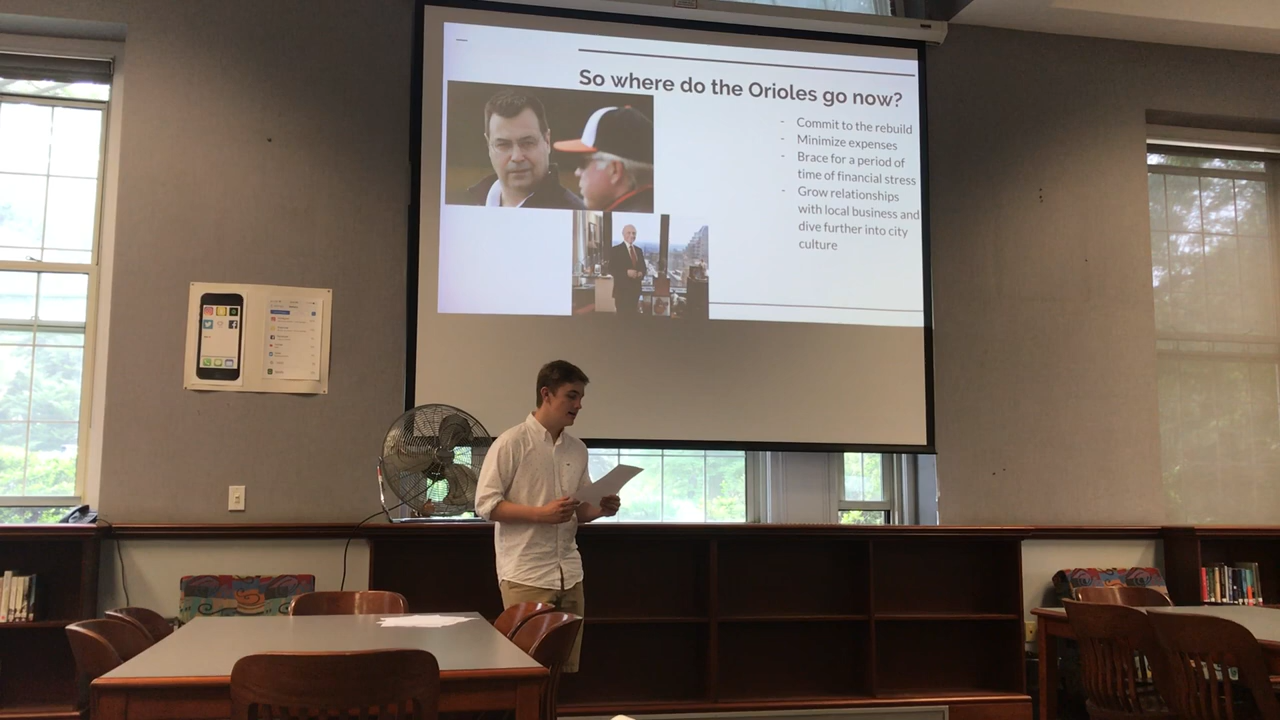 So where do the Orioles go now?
- Commit to the rebuild
- Minimize expenses
- Brace for a period of
time of financial stress
- Grow relationships
with local business and
dive further into city
culture